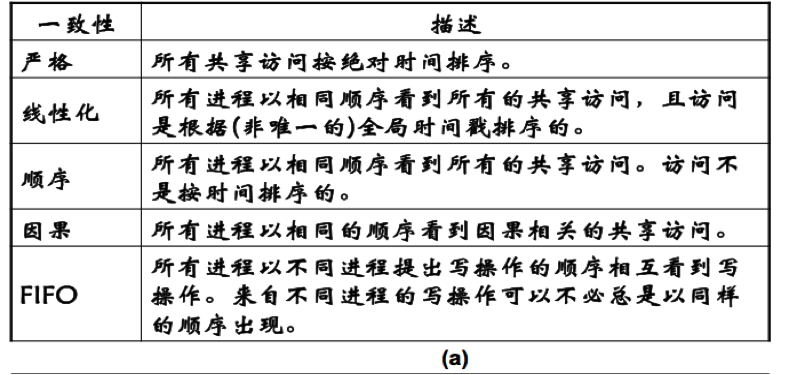 一致性 描述
严格 所有共享访问按绝对时间排序。
线性化 所有进程以相同顺序看到所有的共享访问，且访问
是根据(非唯一的)全局时间戳排序的。
顺序 所有进程以相同顺序看到所有的共享访问。访问不
是按时间排序的。
因果 所有进程以相同的顺序看到因果相关的共享访问。
FIFO 所有进程以不同进程提出写操作的顺序相互看到写
操作。来自不同进程的写操作可以不必总是以同样
的顺序出现。
(a)